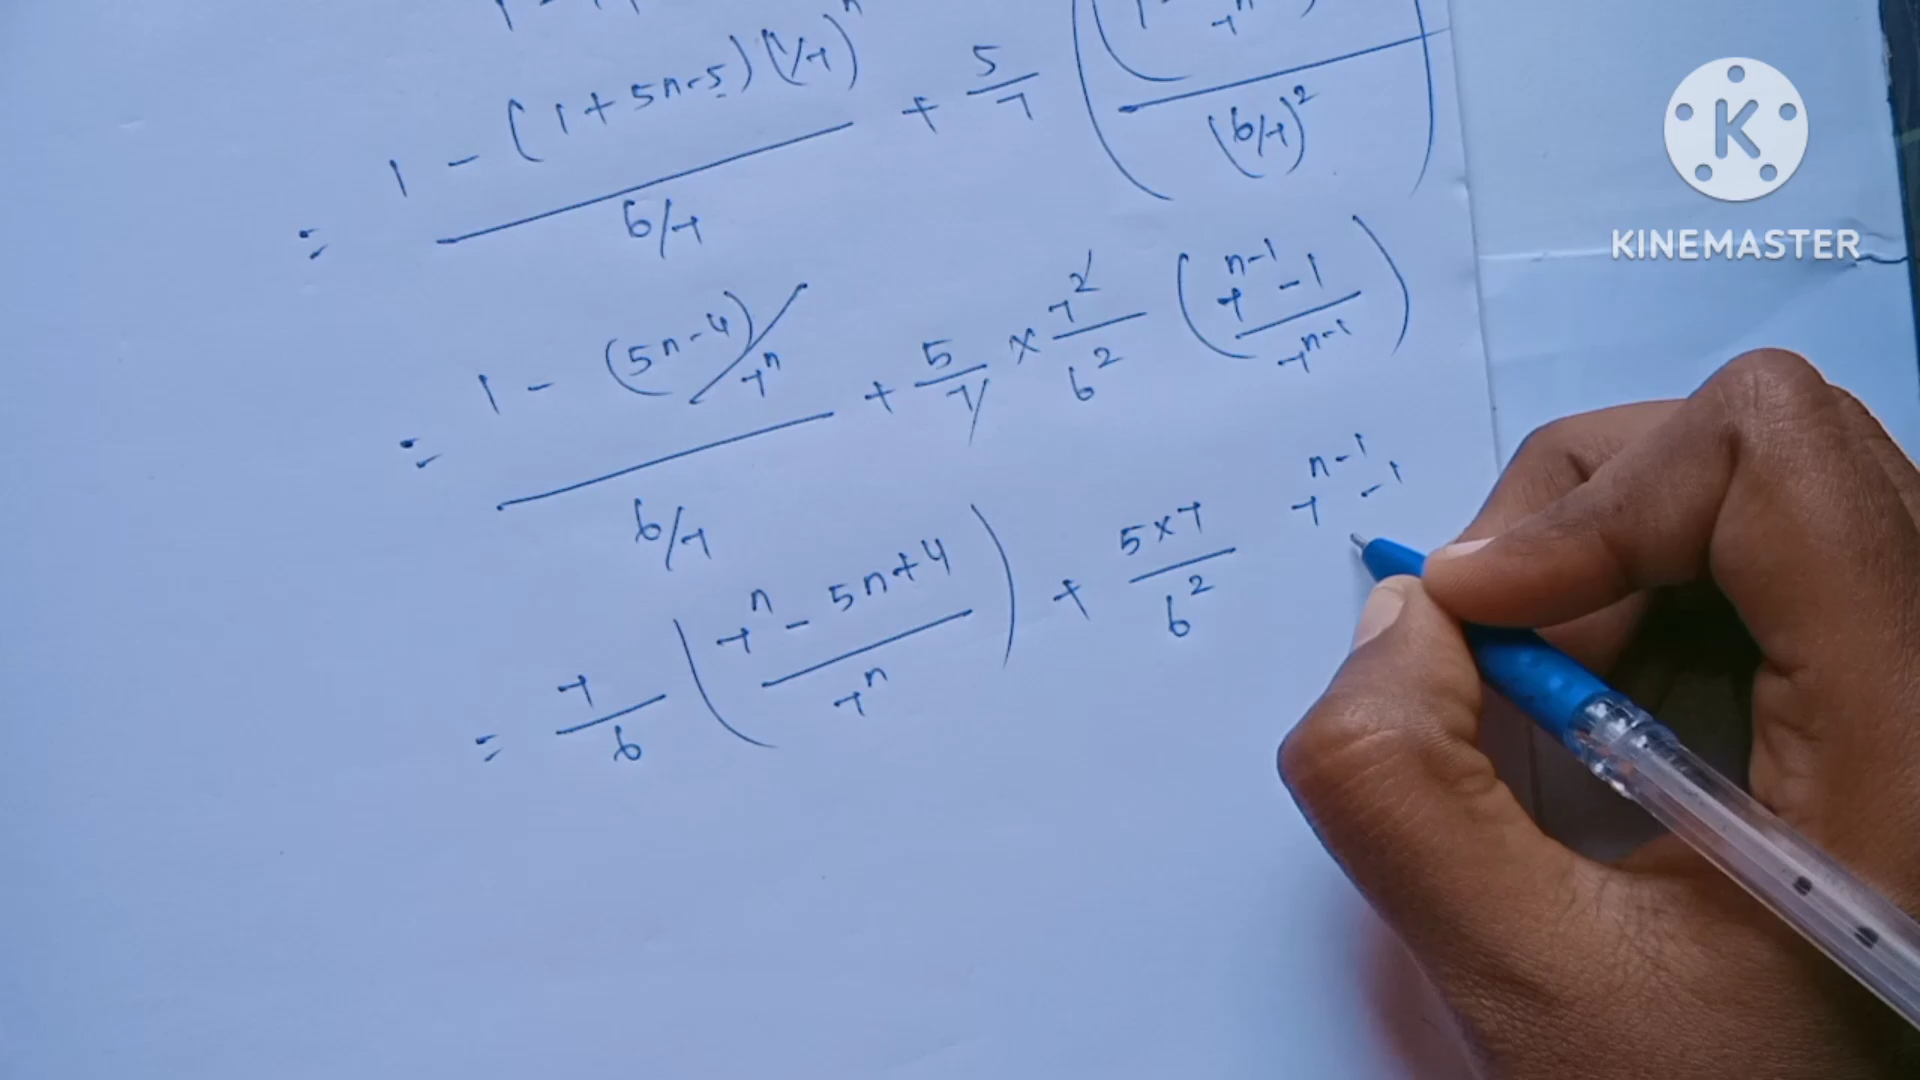 = 1 - (1 + 5n - 5) (1/7)^n / 6/7 + 5/7 ( / (6/7)^2 )
= 1 - (5n - 4) / 7^n / 6/7 + 5/7 × 7^2/6^2 ( 7^{n-1} - 1 / 7^{n-1} )
= 7/6 ( 7^n - 5n + 4 / 7^n ) + 5×7/6^2 7^{n-1} - 1
K
KINEMASTER